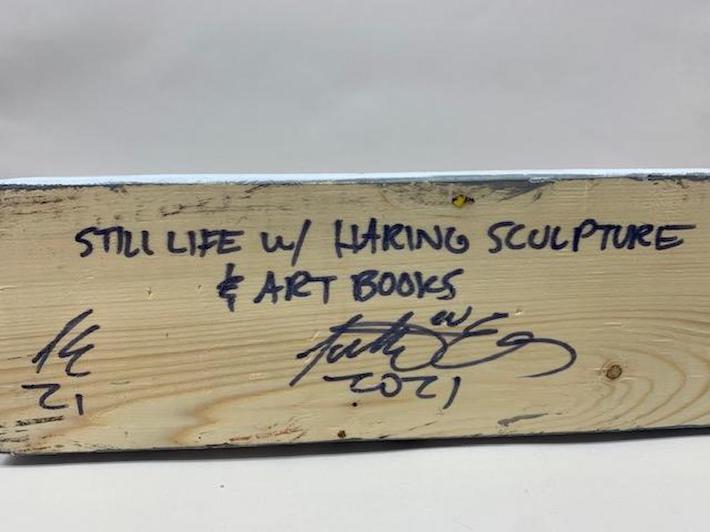 STILL LIFE W/ HARING SCULPTURE
& ART BOOKS
21
2021